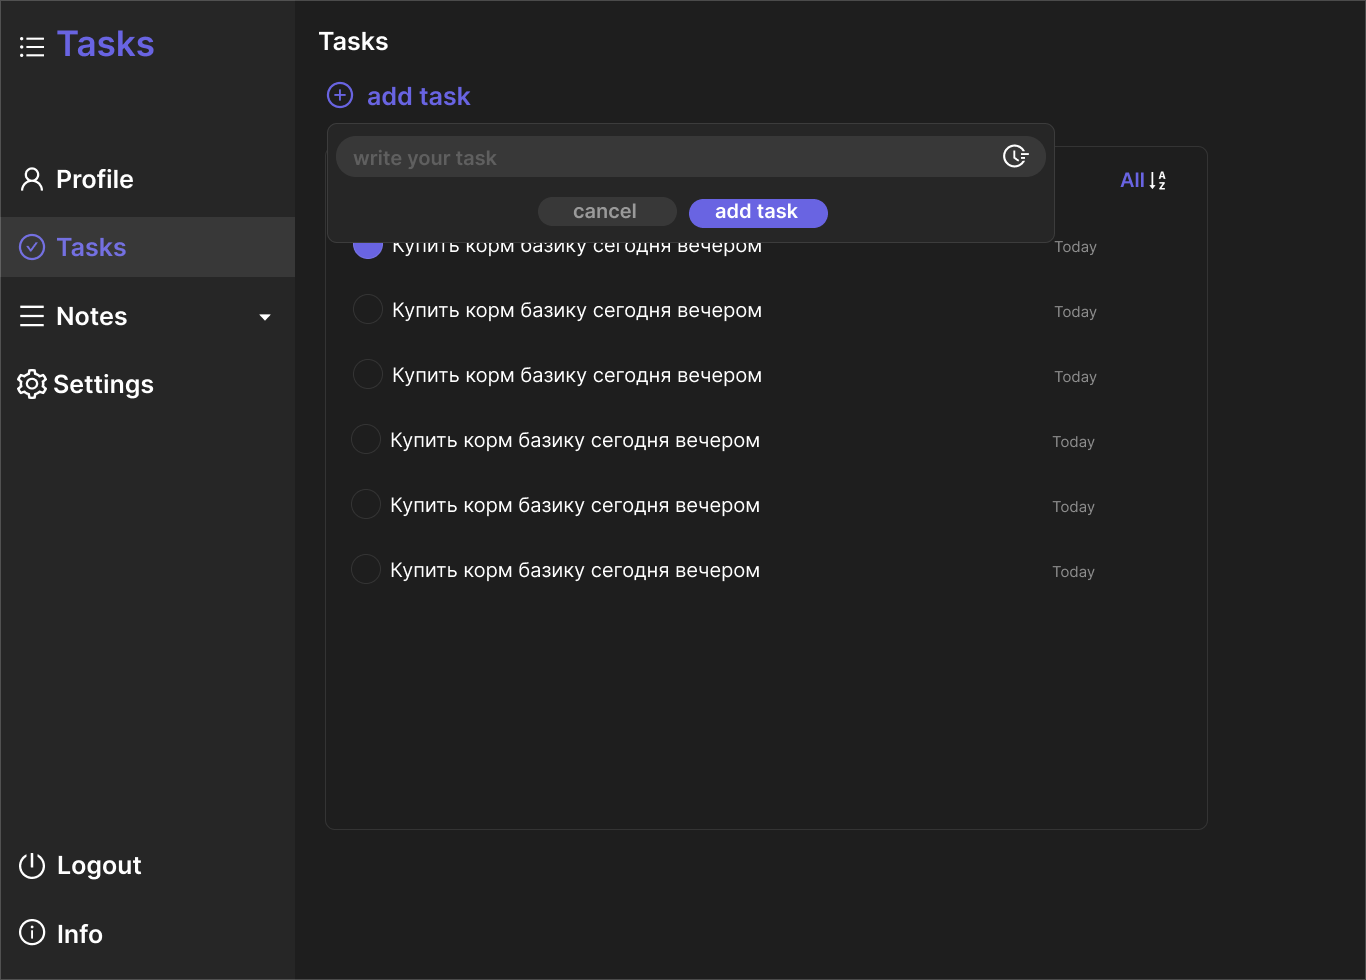 Tasks
Profile
Tasks
Notes
Settings
Logout
Info
Tasks
add task
write your task
cancel
add task
All
A
Z
Купить корм базику сегодня вечером Today
Купить корм базику сегодня вечером Today
Купить корм базику сегодня вечером Today
Купить корм базику сегодня вечером Today
Купить корм базику сегодня вечером Today
Купить корм базику сегодня вечером Today